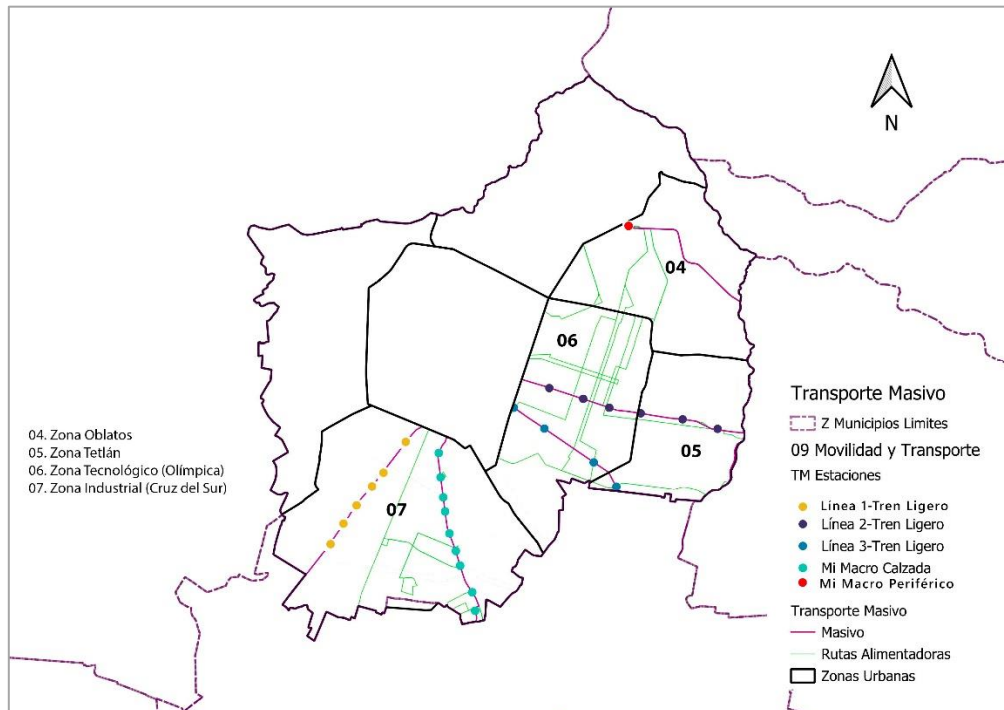 N
04
06
05
07
04. Zona Oblatos
05. Zona Tetlán
06. Zona Tecnológico (Olímpica)
07. Zona Industrial (Cruz del Sur)
Transporte Masivo
Z Municipios Limites
09 Movilidad y Transporte
TM Estaciones
Línea 1-Tren Ligero
Línea 2-Tren Ligero
Línea 3-Tren Ligero
Mi Macro Calzada
Mi Macro Periférico
Transporte Masivo
Masivo
Rutas Alimentadoras
Zonas Urbanas